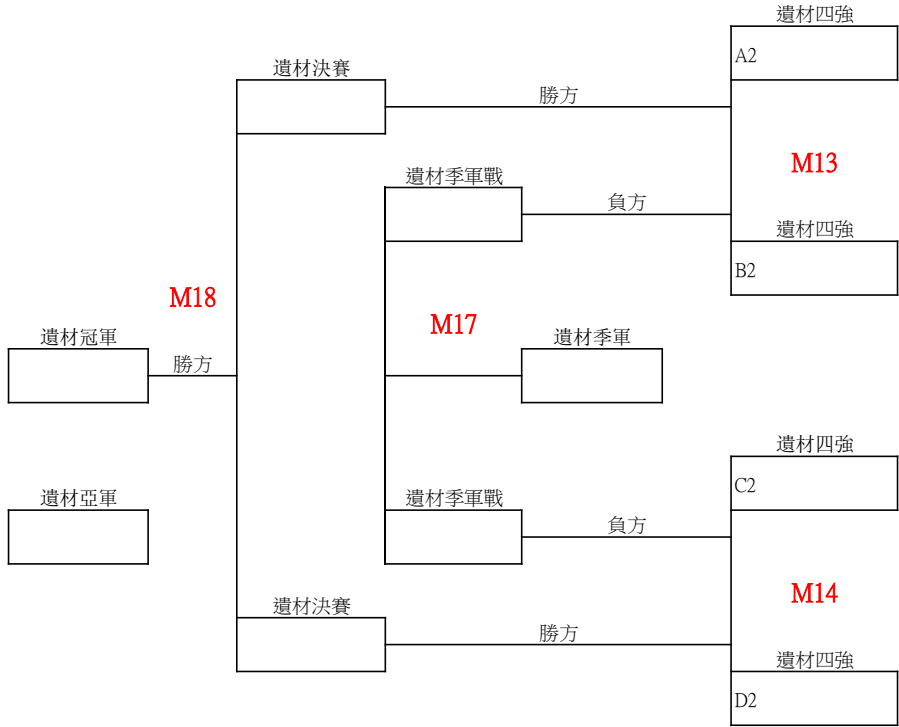 遺材四強
A2
遺材決賽
勝方
M13
遺材季軍戰
負方
遺材四強
B2
M18
M17
遺材冠軍
遺材季軍
勝方
遺材四強
C2
遺材亞軍
遺材季軍戰
負方
M14
遺材決賽
勝方
遺材四強
D2